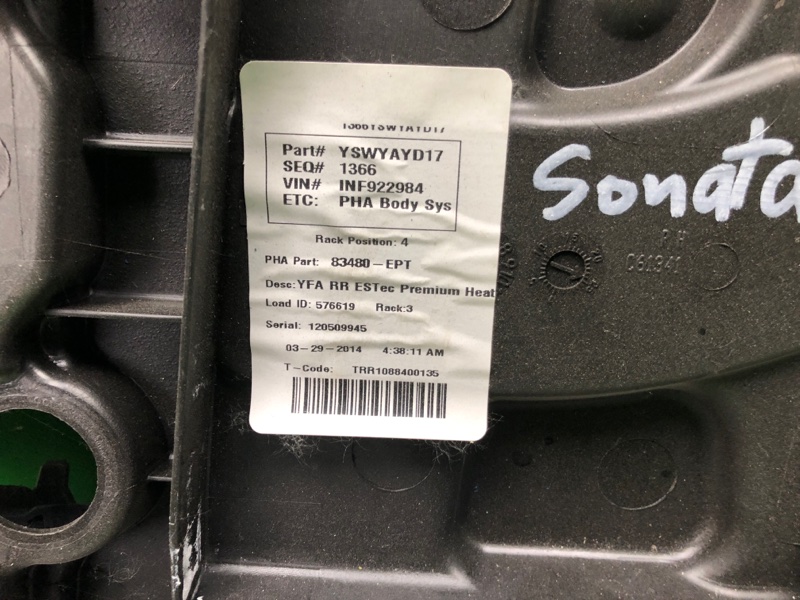 1366YSWYAYD17
Part# YSWYAYD17
SEQ# 1366
VIN# INF922984
ETC: PHA Body Sys
Rack Position: 4
PHA Part: 83480-EPT
Desc: YFA RR ESTec Premium Heat
Load ID: 576619 Rack: 3
Serial: 120509945
03-29-2014 4:38:11 AM
T-Code: TRR1088400135
Sonata